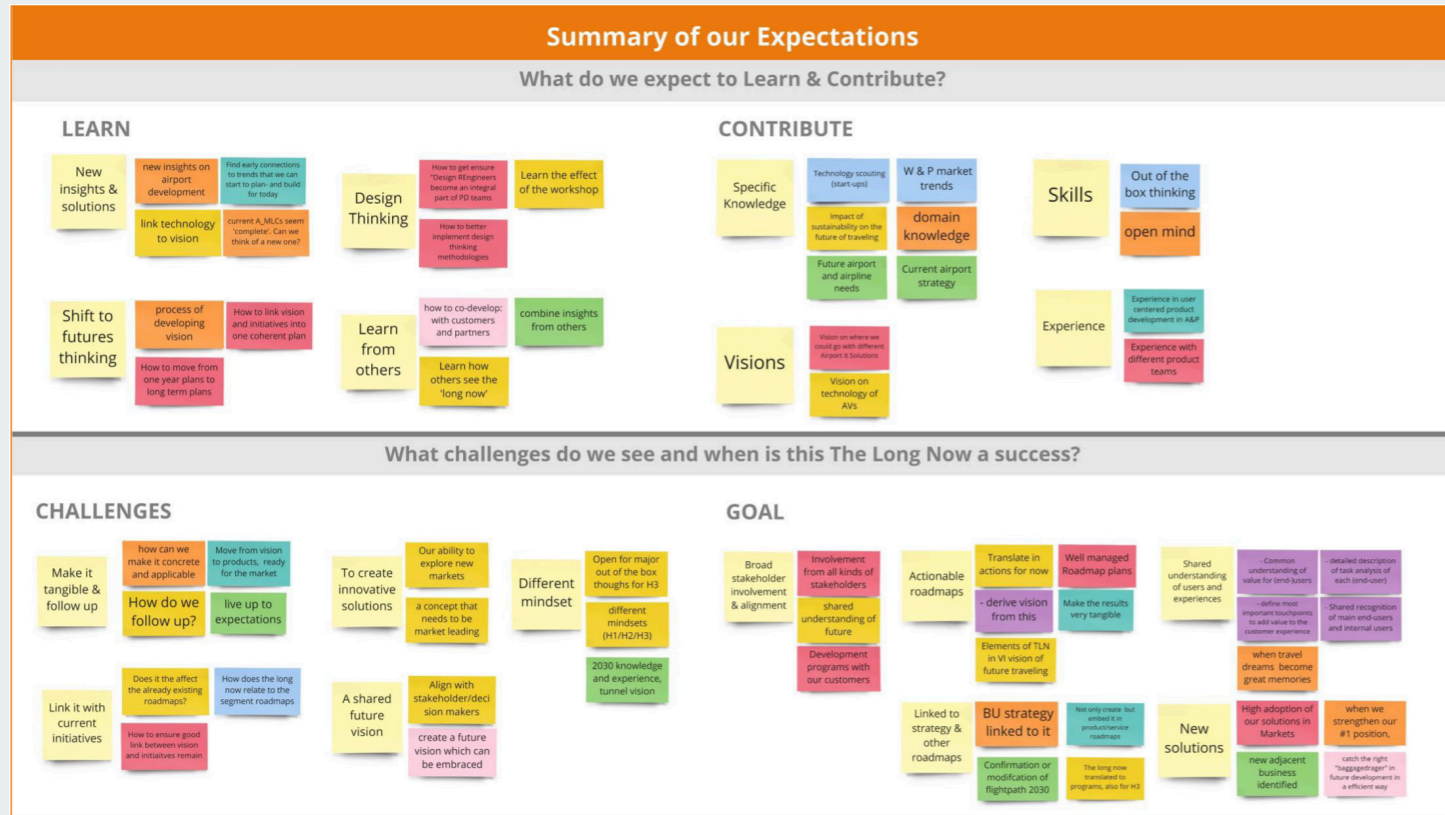 Summary of our Expectations
What do we expect to Learn & Contribute?
LEARN
New
insights &
solutions
new insights on
airport
development
Find early connections
to trends that we can
start to plan- and build
for today
link technology
to vision
current A_MLCs seem
'complete'. Can we
think of a new one?
Design
Thinking
How to get ensure
"Design REngineers
become an integral
part of PD teams
Learn the effect
of the workshop
How to better
implement design
thinking
methodologies
Shift to
futures
thinking
process of
developing
vision
How to link vision
and initiatives into
one coherent plan
How to move from
one year plans to
long term plans
Learn
from
others
how to co-develop:
with customers
and partners
combine insights
from others
Learn how
others see the
'long now'
CONTRIBUTE
Specific
Knowledge
Technology scouting
(start-ups)
W & P market
trends
Impact of
sustainability on the
future of traveling
domain
knowledge
Future airport
and airpline
needs
Current airport
strategy
Skills
Out of the
box thinking
open mind
Visions
Vision on where we
could go with different
Airport it Solutions
Vision on
technology of
AVs
Experience
Experience in user
centered product
development in A&P
Experience with
different product
teams
What challenges do we see and when is this The Long Now a success?
CHALLENGES
Make it
tangible &
follow up
how can we
make it concrete
and applicable
Move from vision
to products, ready
for the market
How do we
follow up?
live up to
expectations
To create
innovative
solutions
Our ability to
explore new
markets
a concept that
needs to be
market leading
Different
mindset
Open for major
out of the box
thoughs for H3
different
mindsets
(H1/H2/H3)
2030 knowledge
and experience,
tunnel vision
Link it with
current
initiatives
Does it the affect
the already existing
roadmaps?
How does the long
now relate to the
segment roadmaps
How to ensure good
link between vision
and initiaitves remain
A shared
future
vision
Align with
stakeholder/deci
sion makers
create a future
vision which can
be embraced
GOAL
Broad
stakeholder
involvement
& alignment
Involvement
from all kinds of
stakeholders
shared
understanding of
future
Development
programs with
our customers
Actionable
roadmaps
Translate in
actions for now
Well managed
Roadmap plans
- derive vision
from this
Make the results
very tangible
Elements of TLN
in VI vision of
future traveling
Shared
understanding
of users and
experiences
- Common
understanding of
value for (end-)users
- detailed description
of task analysis of
each (end-user)
- define most
important touchpoints
to add value to the
customer experience
- Shared recognition
of main end-users
and internal users
when travel
dreams become
great memories
Linked to
strategy &
other
roadmaps
BU strategy
linked to it
Not only create but
embed it in
product/service
roadmaps
Confirmation or
modifcation of
flightpath 2030
The long now
translated to
programs, also for H3
New
solutions
High adoption of
our solutions in
Markets
when we
strengthen our
#1 position,
new adjacent
business
identified
catch the right
"baggagedrager" in
future development in
a efficient way